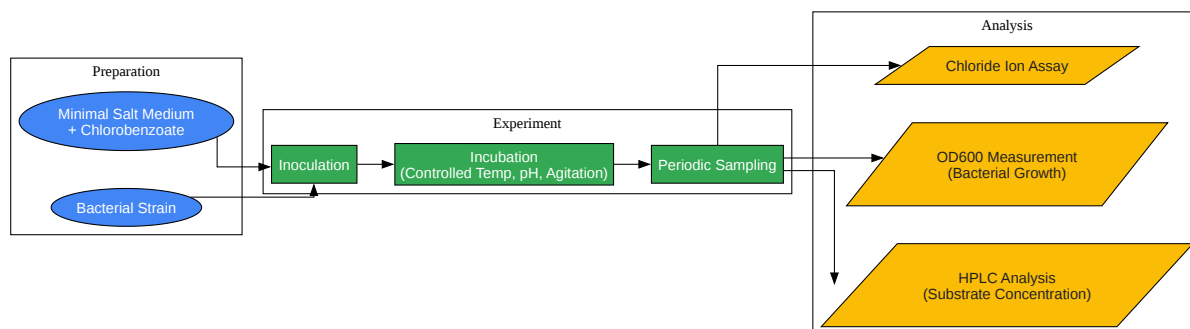 Preparation
Minimal Salt Medium
+ Chlorobenzoate
Bacterial Strain
Experiment
Inoculation
Incubation
(Controlled Temp, pH, Agitation)
Periodic Sampling
Analysis
Chloride Ion Assay
OD600 Measurement
(Bacterial Growth)
HPLC Analysis
(Substrate Concentration)